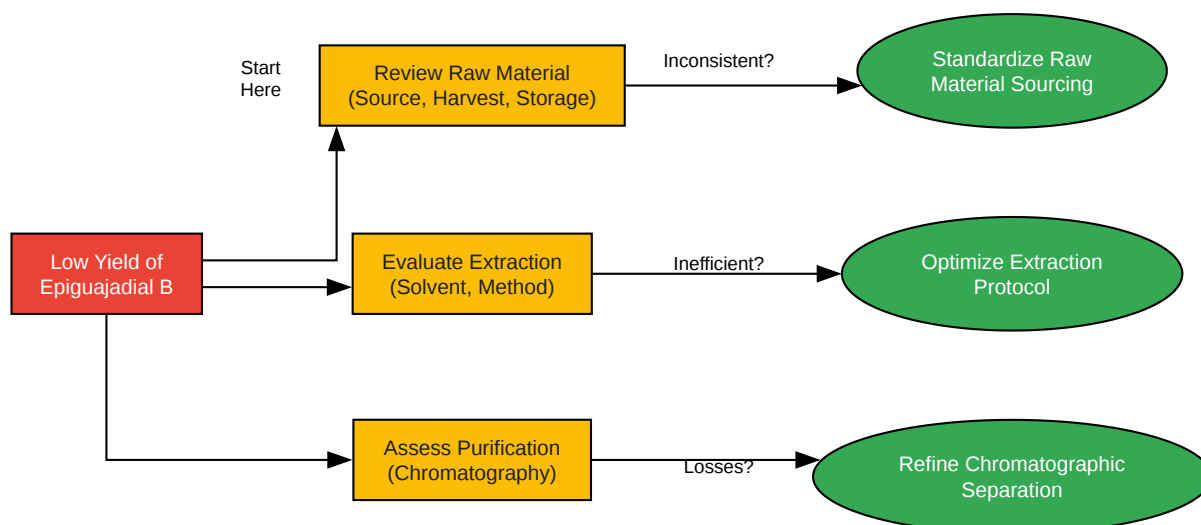 Start
Here
Review Raw Material
(Source, Harvest, Storage)
Inconsistent?
Standardize Raw
Material Sourcing
Low Yield of
Epiguajadial B
Evaluate Extraction
(Solvent, Method)
Inefficient?
Optimize Extraction
Protocol
Assess Purification
(Chromatography)
Losses?
Refine Chromatographic
Separation